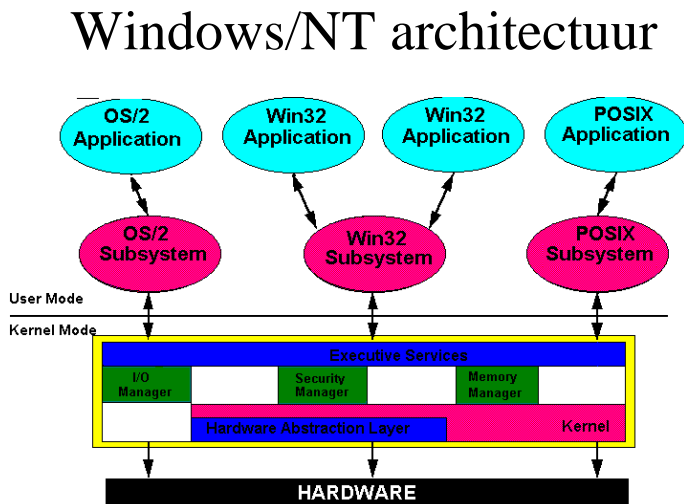 Windows/NT architectuur
OS/2
Application
Win32
Application
Win32
Application
POSIX
Application
OS/2
Subsystem
Win32
Subsystem
POSIX
Subsystem
User Mode
Kernel Mode
Executive Services
I/O
Manager
Security
Manager
Memory
Manager
Hardware Abstraction Layer
Kernel
HARDWARE